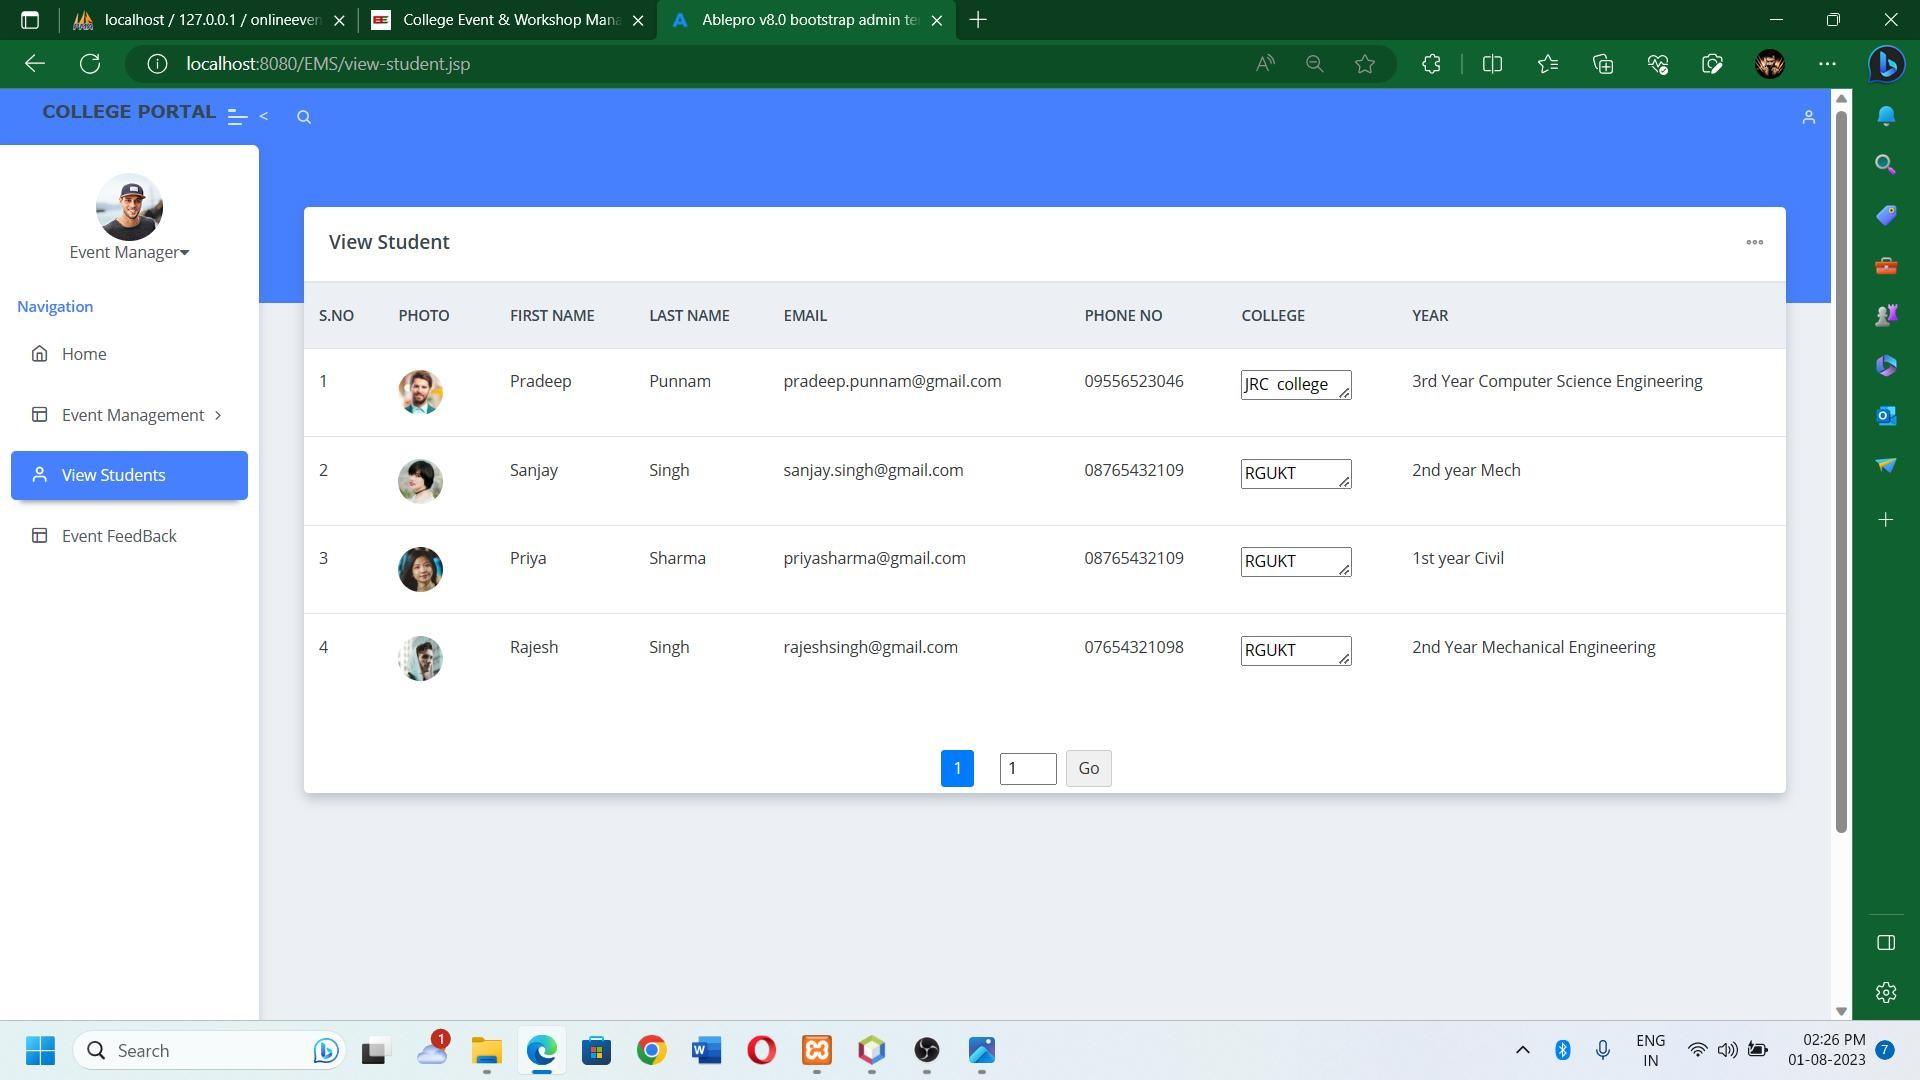 localhost / 127.0.0.1 / onlineeven
College Event & Workshop Mana
Ablepro v8.0 bootstrap admin te
localhost:8080/EMS/view-student.jsp
COLLEGE PORTAL <
Event Manager
Navigation
Home
Event Management >
View Students
Event FeedBack
View Student
S.NO PHOTO FIRST NAME LAST NAME EMAIL PHONE NO COLLEGE YEAR
1 Pradeep Punnam pradeep.punnam@gmail.com 09556523046 JRC college 3rd Year Computer Science Engineering
2 Sanjay Singh sanjay.singh@gmail.com 08765432109 RGUKT 2nd year Mech
3 Priya Sharma priyasharma@gmail.com 08765432109 RGUKT 1st year Civil
4 Rajesh Singh rajeshsingh@gmail.com 07654321098 RGUKT 2nd Year Mechanical Engineering
1 1 Go
Search
1
ENG
IN
02:26 PM
01-08-2023
7